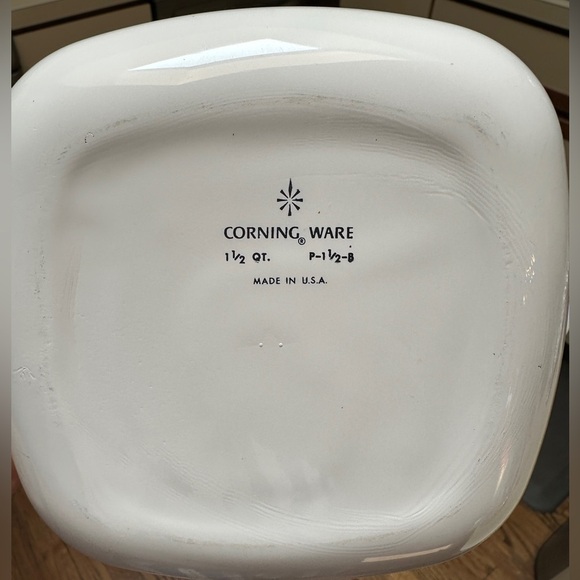 CORNING® WARE
1½ QT. P-1½-B
MADE IN U.S.A.